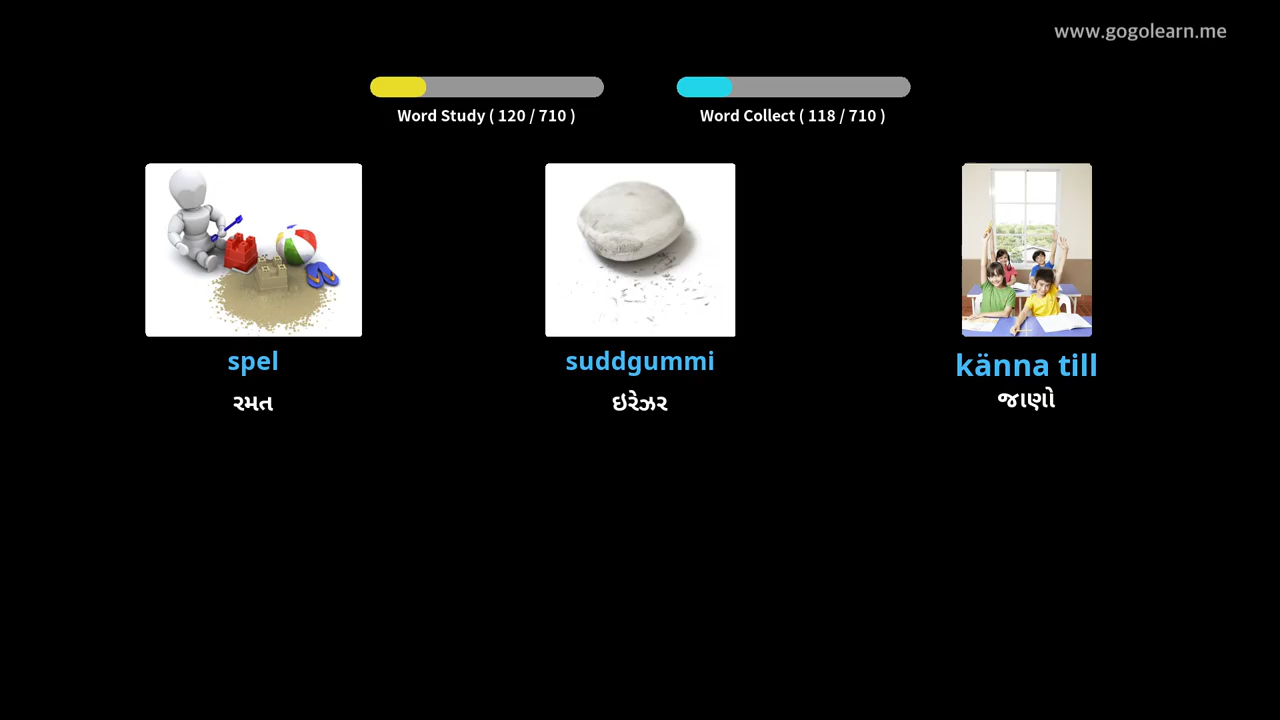 www.gogolearn.me
Word Study ( 120 / 710 )
Word Collect ( 118 / 710 )
spel
suddgummi
känna till
રમત
ઇરેઝર
જાણો